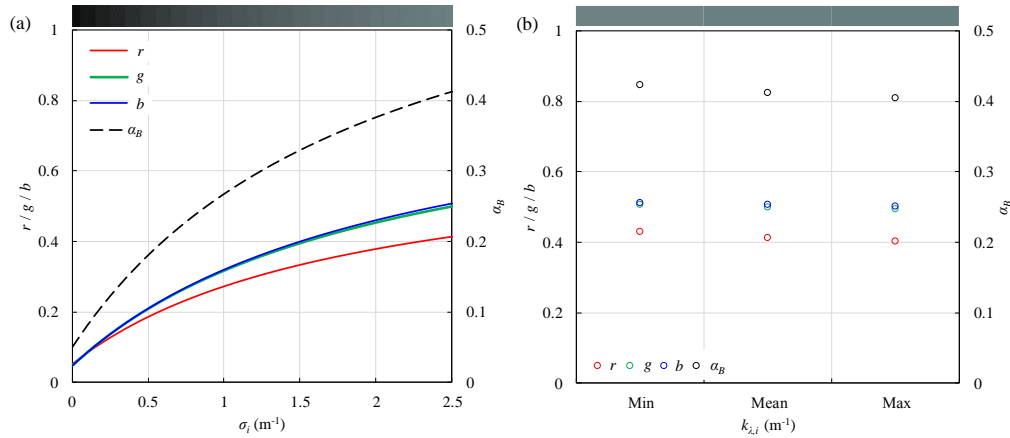 (a)
1
0.8
0.6
0.4
0.2
0
r / g / b
r
g
b
α_B
0.5
0.4
0.3
0.2
0.1
0
α_B
0 0.5 1 1.5 2 2.5
σ_i (m⁻¹)
(b)
1
0.8
0.6
0.4
0.2
0
r / g / b
r g b α_B
0.5
0.4
0.3
0.2
0.1
0
α_B
Min Mean Max
k_λ,i (m⁻¹)